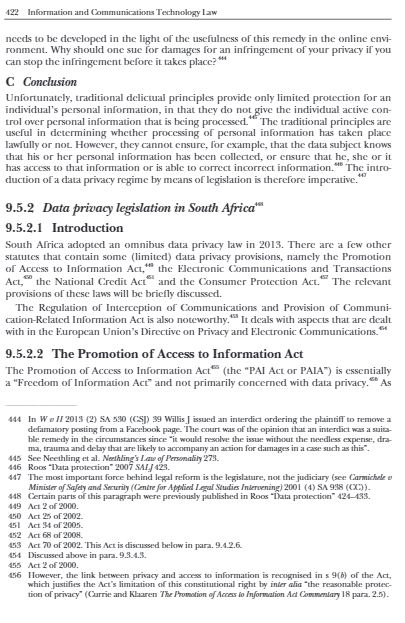 422   Information and Communications Technology Law
needs to be developed in the light of the usefulness of this remedy in the online envi-
ronment. Why should one sue for damages for an infringement of your privacy if you
can stop the infringement before it takes place?444
C  Conclusion
Unfortunately, traditional delictual principles provide only limited protection for an
individual's personal information, in that they do not give the individual active con-
trol over personal information that is being processed.445 The traditional principles are
useful in determining whether processing of personal information has taken place
lawfully or not. However, they cannot ensure, for example, that the data subject knows
that his or her personal information has been collected, or ensure that he, she or it
has access to that information or is able to correct incorrect information.446 The intro-
duction of a data privacy regime by means of legislation is therefore imperative.447
9.5.2  Data privacy legislation in South Africa448
9.5.2.1  Introduction
South Africa adopted an omnibus data privacy law in 2013. There are a few other
statutes that contain some (limited) data privacy provisions, namely the Promotion
of Access to Information Act,449 the Electronic Communications and Transactions
Act,450 the National Credit Act451 and the Consumer Protection Act.452 The relevant
provisions of these laws will be briefly discussed.
The Regulation of Interception of Communications and Provision of Communi-
cation-Related Information Act is also noteworthy.453 It deals with aspects that are dealt
with in the European Union's Directive on Privacy and Electronic Communications.454
9.5.2.2  The Promotion of Access to Information Act
The Promotion of Access to Information Act455 (the "PAI Act or PAIA") is essentially
a "Freedom of Information Act" and not primarily concerned with data privacy.456 As
444  In W v H 2013 (2) SA 530 (GSJ) 39 Willis J issued an interdict ordering the plaintiff to remove a
defamatory posting from a Facebook page. The court was of the opinion that an interdict was a suita-
ble remedy in the circumstances since "it would resolve the issue without the needless expense, dra-
ma, trauma and delay that are likely to accompany an action for damages in a case such as this".
445  See Neethling et al. Neethling's Law of Personality 273.
446  Roos "Data protection" 2007 SALJ 423.
447  The most important force behind legal reform is the legislature, not the judiciary (see Carmichele v
Minister of Safety and Security (Centre for Applied Legal Studies Intervening) 2001 (4) SA 938 (CC)).
448  Certain parts of this paragraph were previously published in Roos "Data protection" 424–433.
449  Act 2 of 2000.
450  Act 25 of 2002.
451  Act 34 of 2005.
452  Act 68 of 2008.
453  Act 70 of 2002. This Act is discussed below in para. 9.4.2.6.
454  Discussed above in para. 9.3.4.3.
455  Act 2 of 2000.
456  However, the link between privacy and access to information is recognised in s 9(b) of the Act,
which justifies the Act's limitation of this constitutional right by inter alia "the reasonable protec-
tion of privacy" (Currie and Klaaren The Promotion of Access to Information Act Commentary 18 para. 2.5).